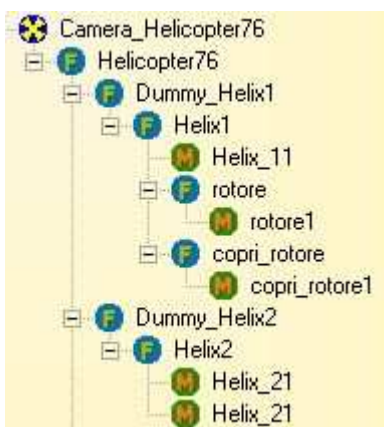 Camera_Helicopter76
F Helicopter76
F Dummy_Helix1
F Helix1
M Helix_11
F rotore
M rotore1
F copri_rotore
M copri_rotore1
F Dummy_Helix2
F Helix2
M Helix_21
M Helix_21